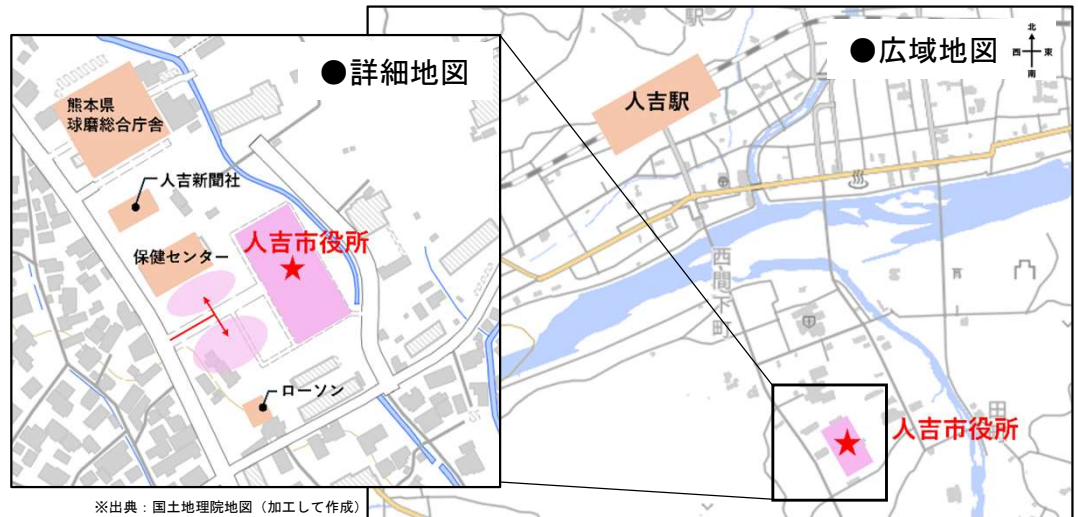 ●詳細地図
熊本県
球磨総合庁舎
人吉新聞社
保健センター
人吉市役所
ローソン
※出典：国土地理院地図（加工して作成）
●広域地図
北
西
東
南
人吉駅
西間下町
人吉市役所